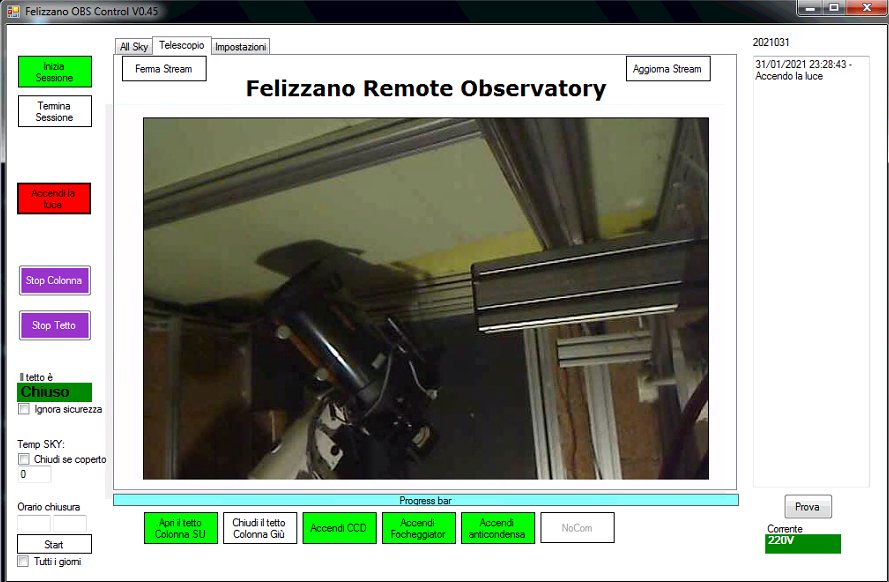 Felizzano OBS Control V0.45
All Sky
Telescopio
Impostazioni
2021031
Inizia
Sessione
Ferma Stream
Aggiorna Stream
31/01/2021 23:28:43 -
Accendo la luce
Felizzano Remote Observatory
Termina
Sessione
Accendi la
luce
Stop Colonna
Stop Tetto
Il tetto è
Chiuso
Ignora sicurezza
Temp SKY:
Chiudi se coperto
0
Orario chiusura
Start
Tutti i giorni
Progress bar
Apri il tetto
Colonna SU
Chiudi il tetto
Colonna Giù
Accendi CCD
Accendi
Focheggiator
Accendi
anticondensa
NoCom
Prova
Corrente
220V